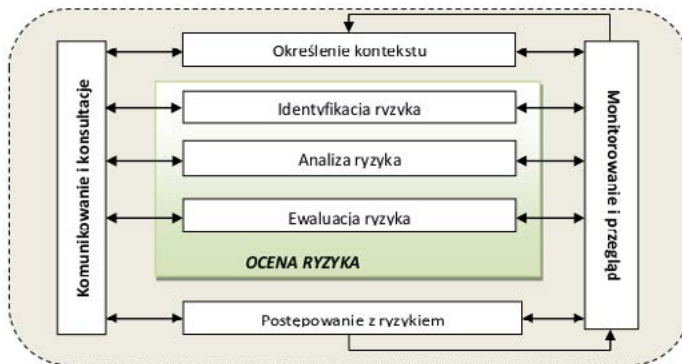 Określenie kontekstu
Komunikowanie i konsultacje
Identyfikacja ryzyka
Analiza ryzyka
Ewaluacja ryzyka
OCENA RYZYKA
Monitorowanie i przegląd
Postępowanie z ryzykiem